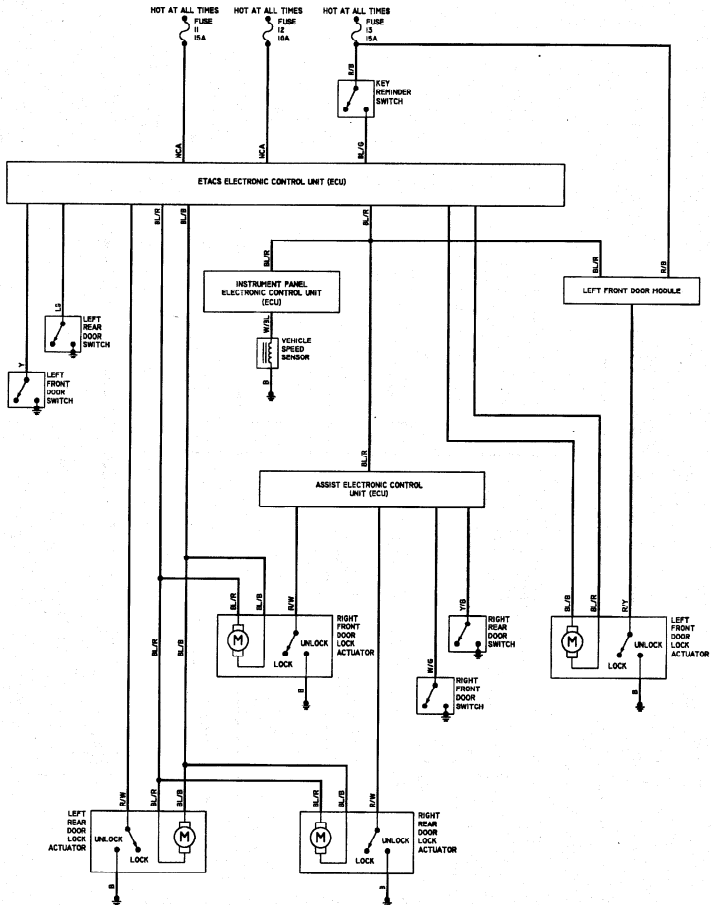 HOT AT ALL TIMES
FUSE
11
15A
HOT AT ALL TIMES
FUSE
12
10A
HOT AT ALL TIMES
FUSE
13
15A
R/B
KEY
REMINDER
SWITCH
NCA
NCA
BL/G
ETACS ELECTRONIC CONTROL UNIT (ECU)
BL/R
BL/B
BL/R
BL/R
BL/R
R/B
INSTRUMENT PANEL
ELECTRONIC CONTROL UNIT
(ECU)
LEFT FRONT DOOR MODULE
LG
LEFT
REAR
DOOR
SWITCH
W/BL
VEHICLE
SPEED
SENSOR
B
Y
LEFT
FRONT
DOOR
SWITCH
BL/R
ASSIST ELECTRONIC CONTROL
UNIT (ECU)
BL/R
BL/B
BL/R
BL/B
R/W
M
UNLOCK
LOCK
B
RIGHT
FRONT
DOOR
LOCK
ACTUATOR
Y/B
RIGHT
REAR
DOOR
SWITCH
W/G
RIGHT
FRONT
DOOR
SWITCH
BL/B
BL/R
R/Y
M
UNLOCK
LOCK
B
LEFT
FRONT
DOOR
LOCK
ACTUATOR
R/W
BL/R
BL/B
LEFT
REAR
DOOR
LOCK
ACTUATOR
UNLOCK
LOCK
M
B
BL/R
BL/B
R/W
M
UNLOCK
LOCK
B
RIGHT
REAR
DOOR
LOCK
ACTUATOR